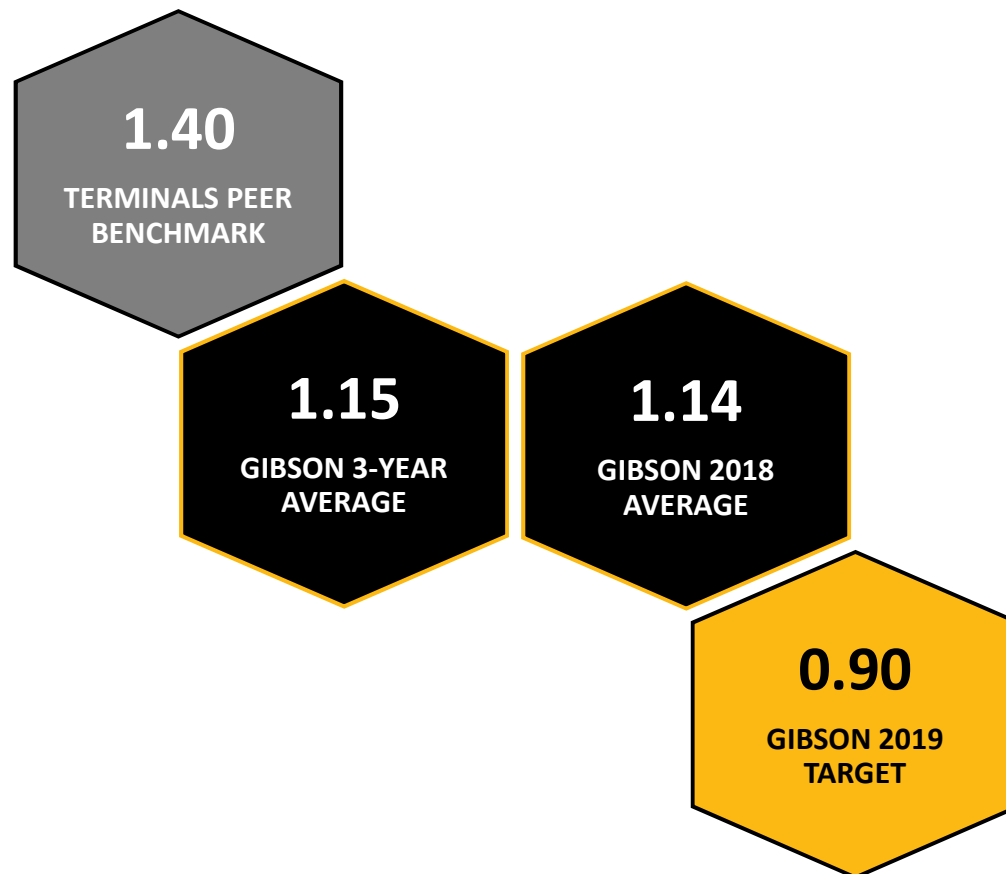 1.40
TERMINALS PEER
BENCHMARK
1.15
GIBSON 3-YEAR
AVERAGE
1.14
GIBSON 2018
AVERAGE
0.90
GIBSON 2019
TARGET